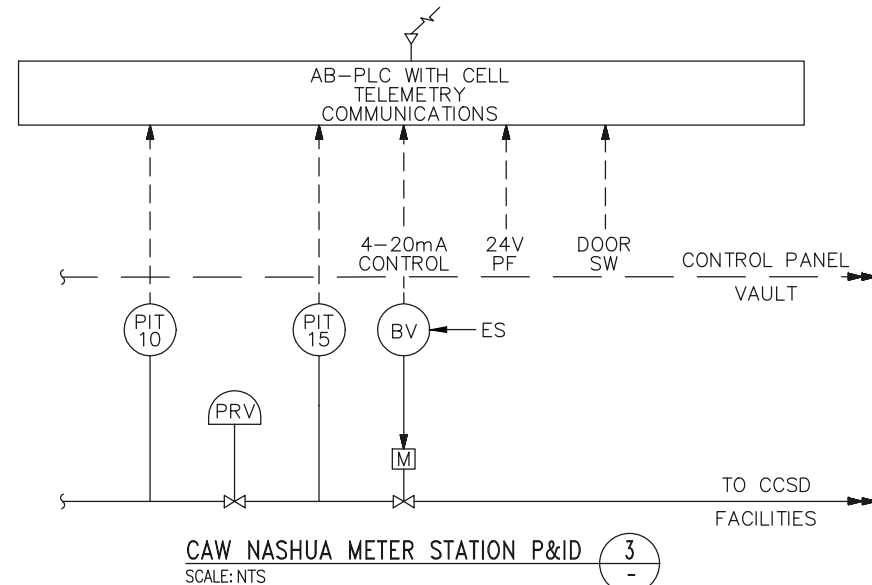 AB-PLC WITH CELL
TELEMETRY
COMMUNICATIONS
4-20mA
CONTROL
24V
PF
DOOR
SW
CONTROL PANEL
VAULT
PIT
10
PIT
15
BV
ES
PRV
M
TO CCSD
FACILITIES
CAW NASHUA METER STATION P&ID
3
-
SCALE: NTS